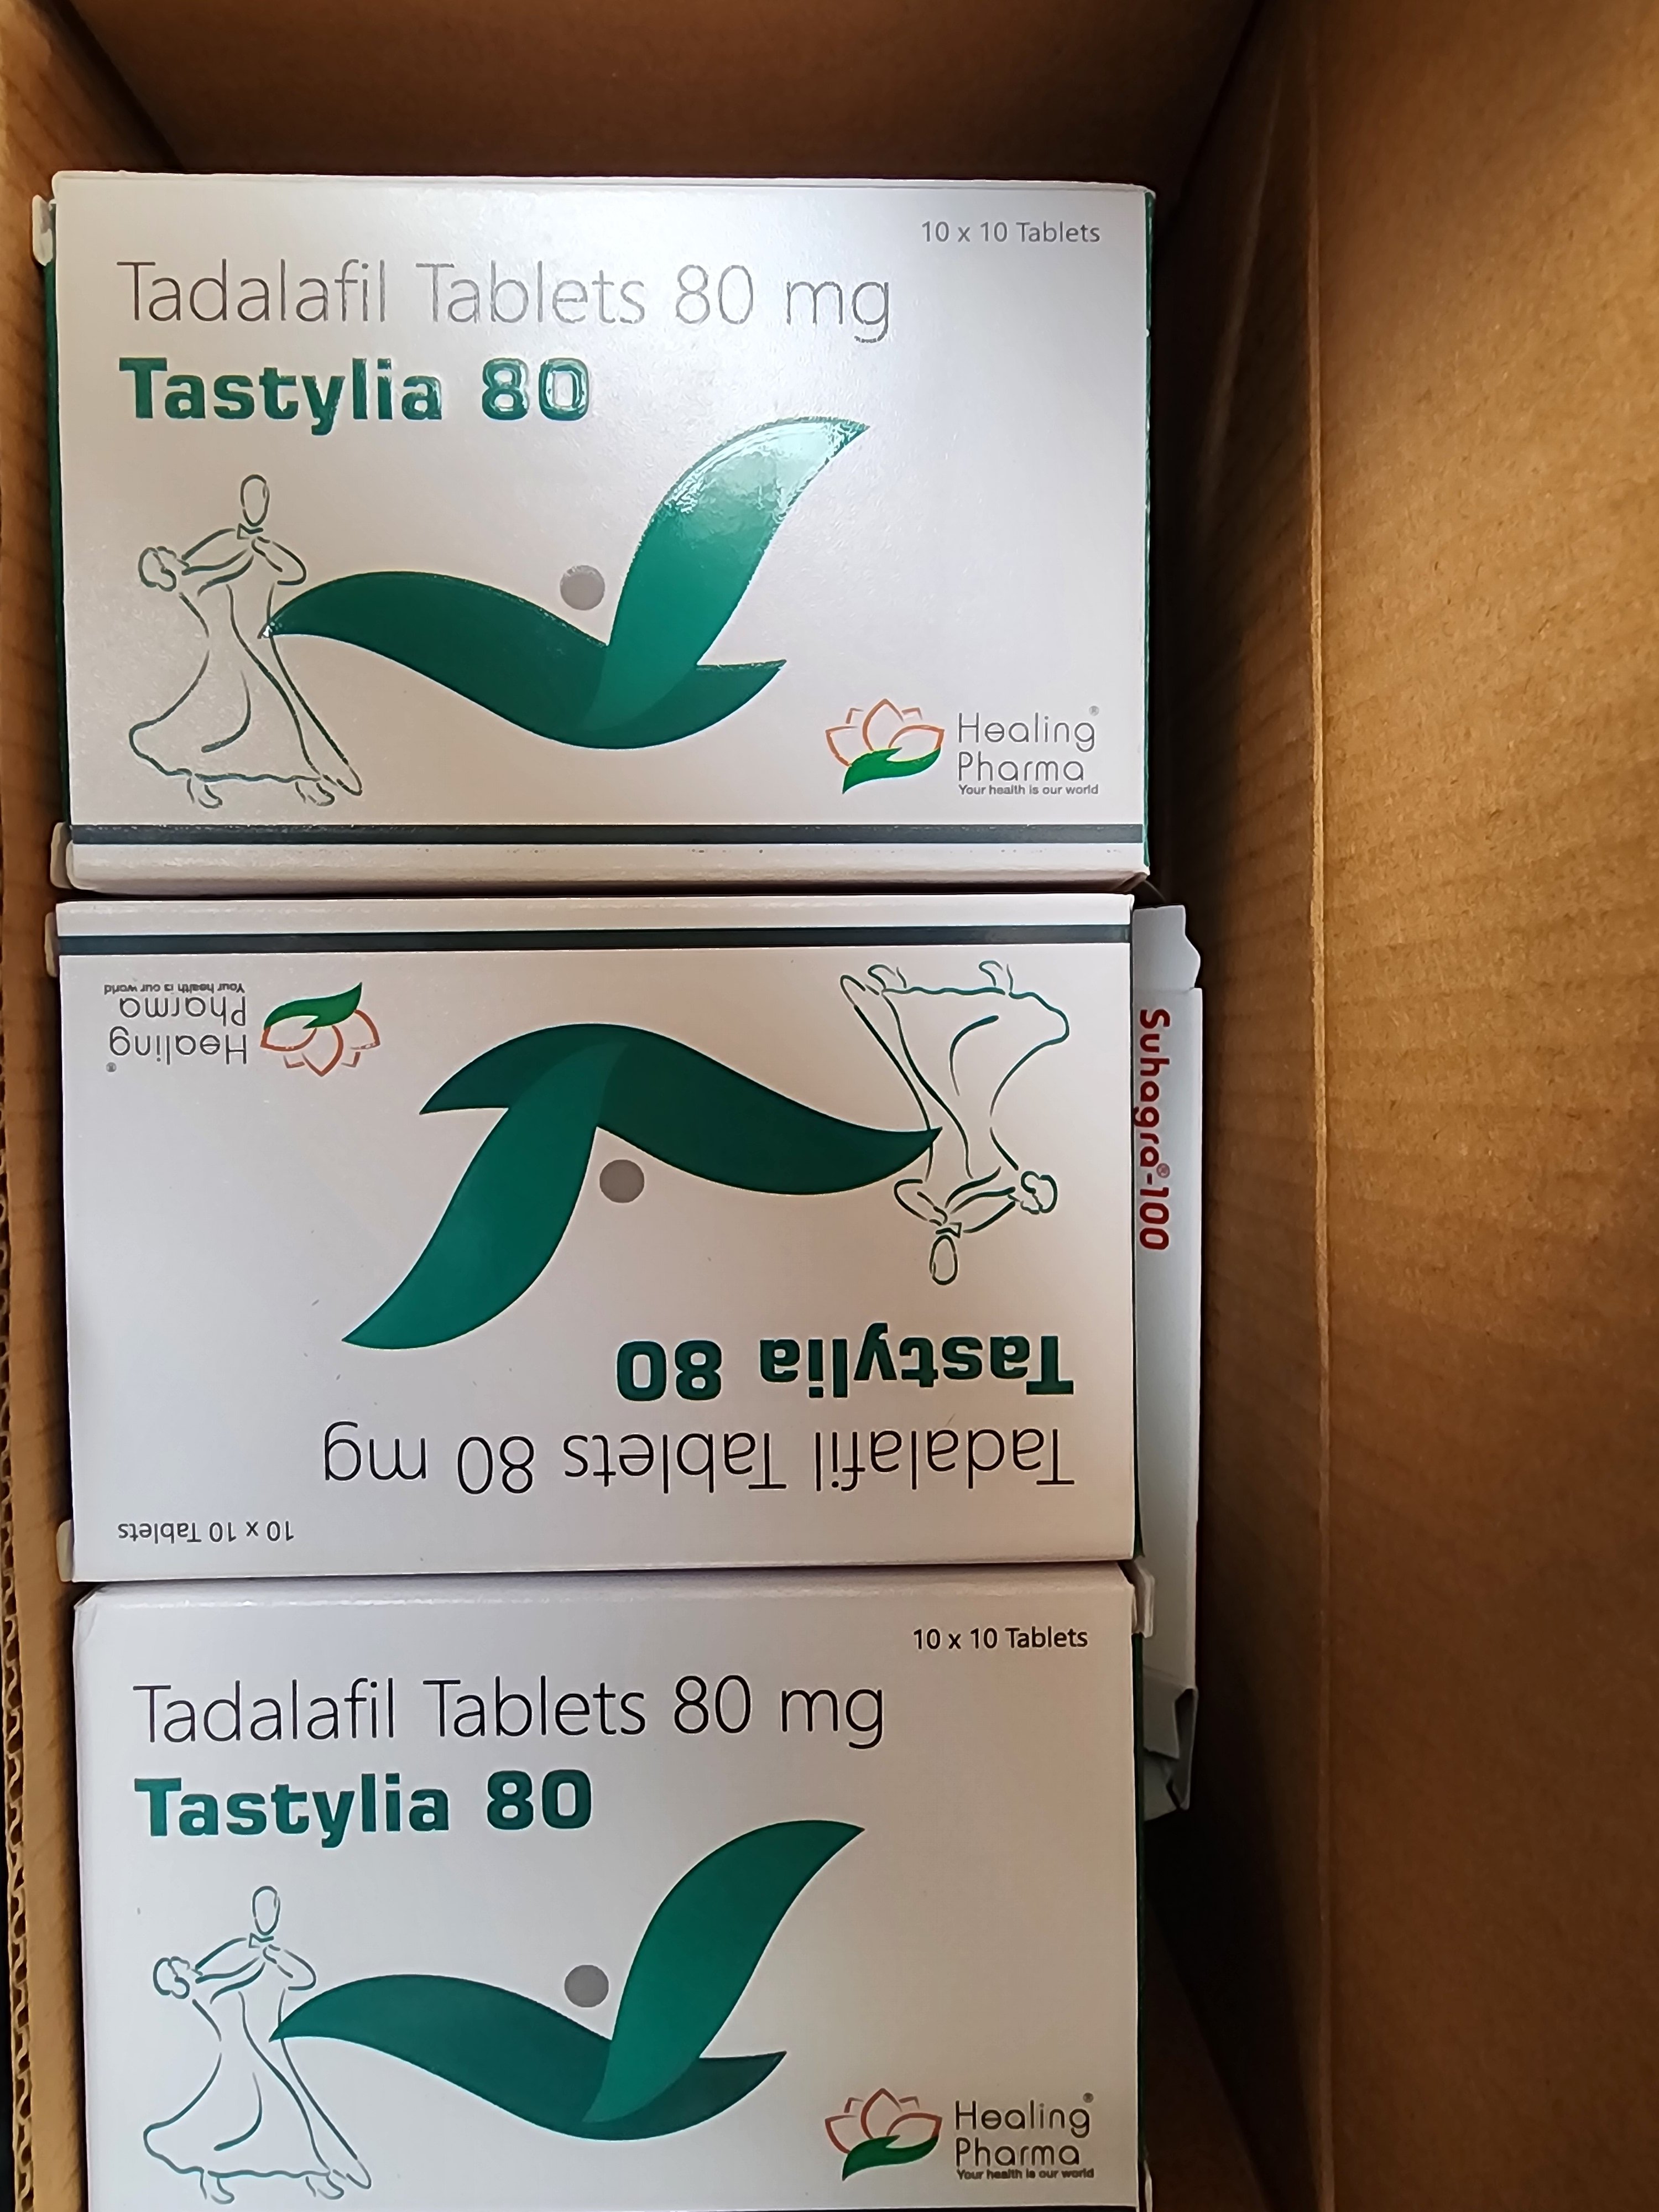 10 x 10 Tablets
Tadalafil Tablets 80 mg
Tastylia 80
Healing®
Pharma
Your health is our world
Tadalafil Tablets 80 mg
Tastylia 80
10 x 10 Tablets
Healing®
Pharma
Your health is our world
Suhagra®-100
10 x 10 Tablets
Tadalafil Tablets 80 mg
Tastylia 80
Healing®
Pharma
Your health is our world